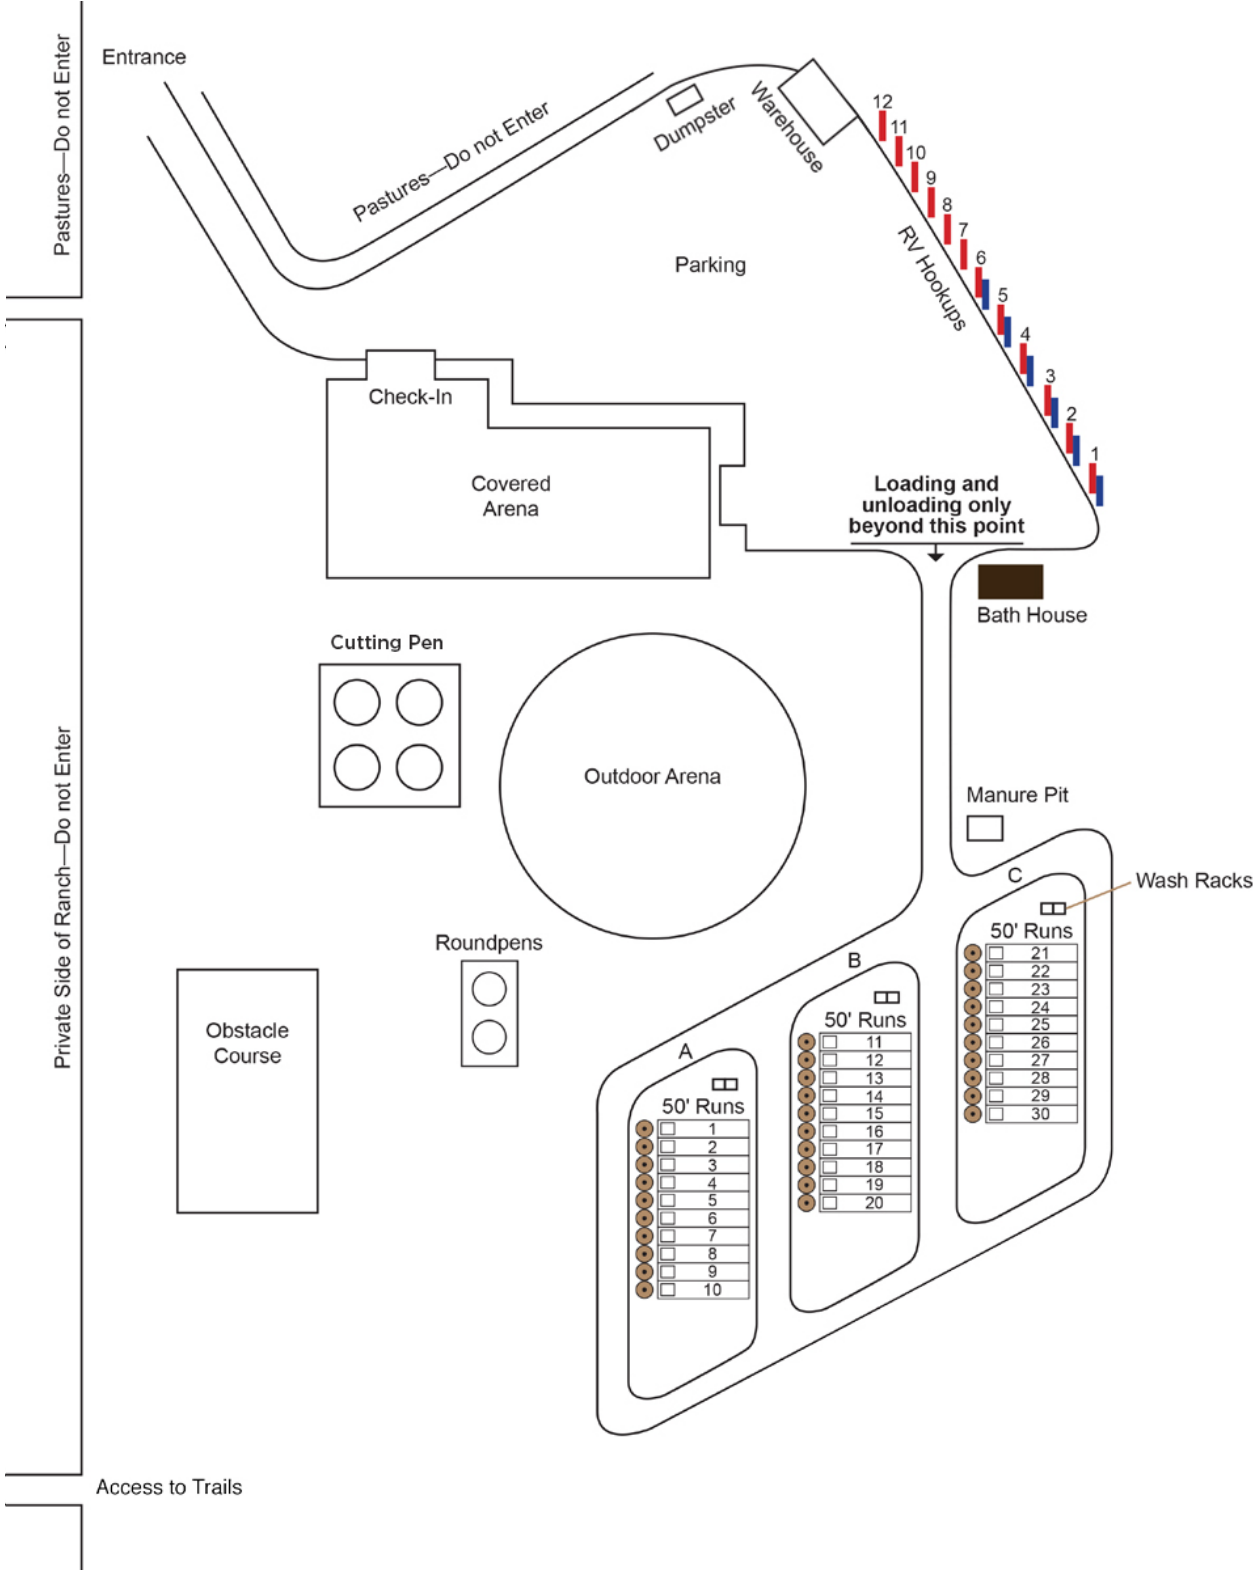 Entrance
Pastures—Do not Enter
Pastures—Do not Enter
Dumpster
Warehouse
12
11
10
9
8
7
6
5
4
3
2
1
RV Hookups
Parking
Check-In
Covered
Arena
Loading and
unloading only
beyond this point
Bath House
Cutting Pen
Outdoor Arena
Private Side of Ranch—Do not Enter
Manure Pit
C
Wash Racks
50' Runs
21
22
23
24
25
26
27
28
29
30
Roundpens
B
50' Runs
11
12
13
14
15
16
17
18
19
20
Obstacle
Course
A
50' Runs
1
2
3
4
5
6
7
8
9
10
Access to Trails